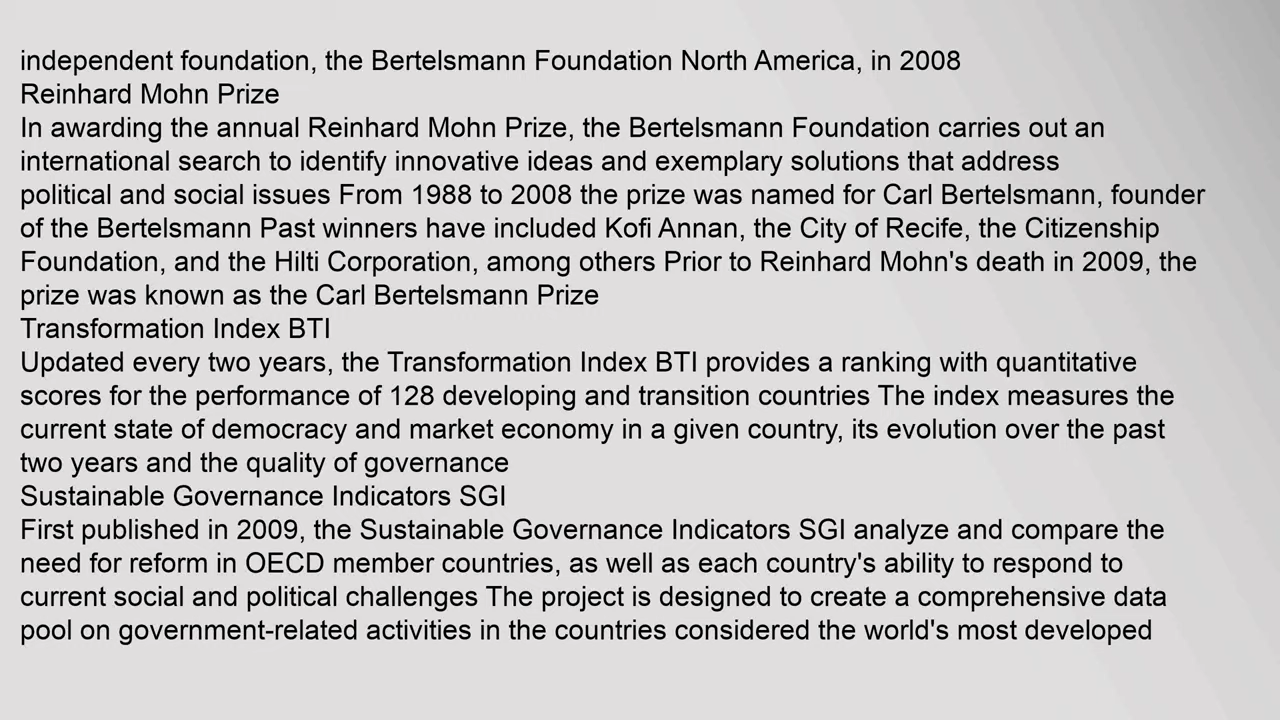 independent foundation, the Bertelsmann Foundation North America, in 2008
Reinhard Mohn Prize
In awarding the annual Reinhard Mohn Prize, the Bertelsmann Foundation carries out an
international search to identify innovative ideas and exemplary solutions that address
political and social issues From 1988 to 2008 the prize was named for Carl Bertelsmann, founder
of the Bertelsmann Past winners have included Kofi Annan, the City of Recife, the Citizenship
Foundation, and the Hilti Corporation, among others Prior to Reinhard Mohn's death in 2009, the
prize was known as the Carl Bertelsmann Prize
Transformation Index BTI
Updated every two years, the Transformation Index BTI provides a ranking with quantitative
scores for the performance of 128 developing and transition countries The index measures the
current state of democracy and market economy in a given country, its evolution over the past
two years and the quality of governance
Sustainable Governance Indicators SGI
First published in 2009, the Sustainable Governance Indicators SGI analyze and compare the
need for reform in OECD member countries, as well as each country's ability to respond to
current social and political challenges The project is designed to create a comprehensive data
pool on government-related activities in the countries considered the world's most developed